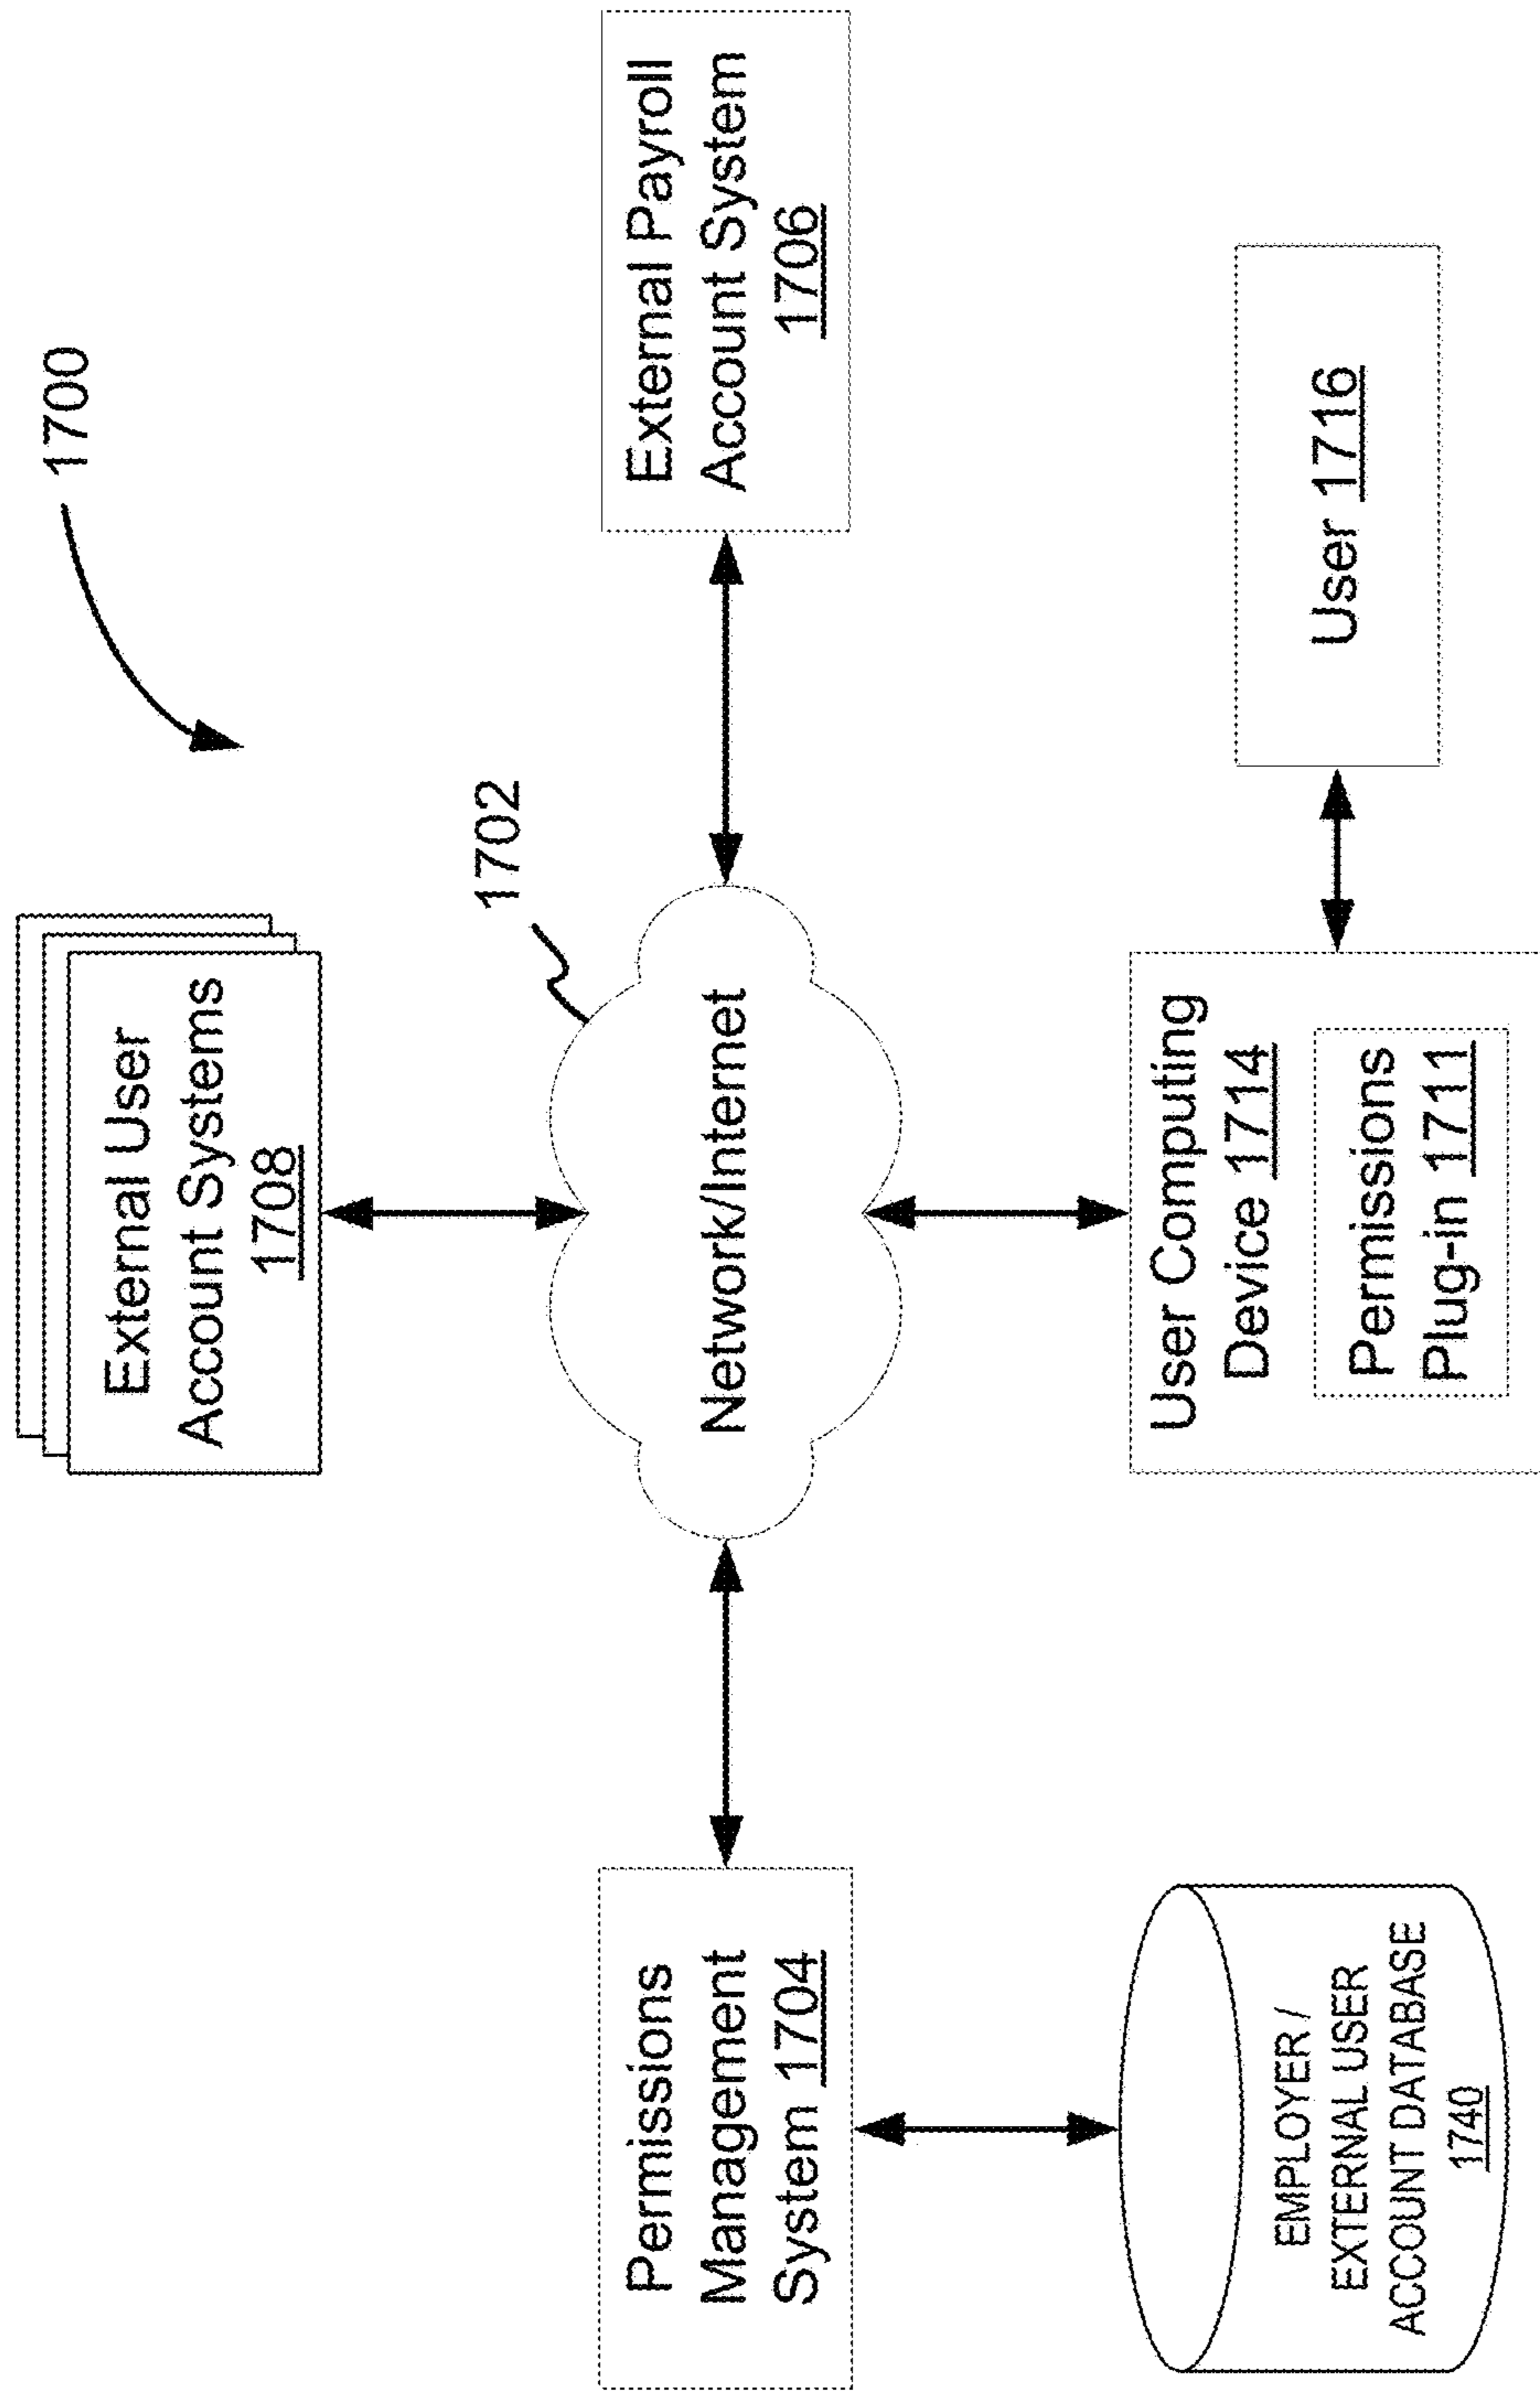 1700
External User
Account Systems
1708
1702
Permissions
Management
System 1704
Network/Internet
External Payroll
Account System
1706
EMPLOYER /
EXTERNAL USER
ACCOUNT DATABASE
1740
User Computing
Device 1714
Permissions
Plug-in 1711
User 1716